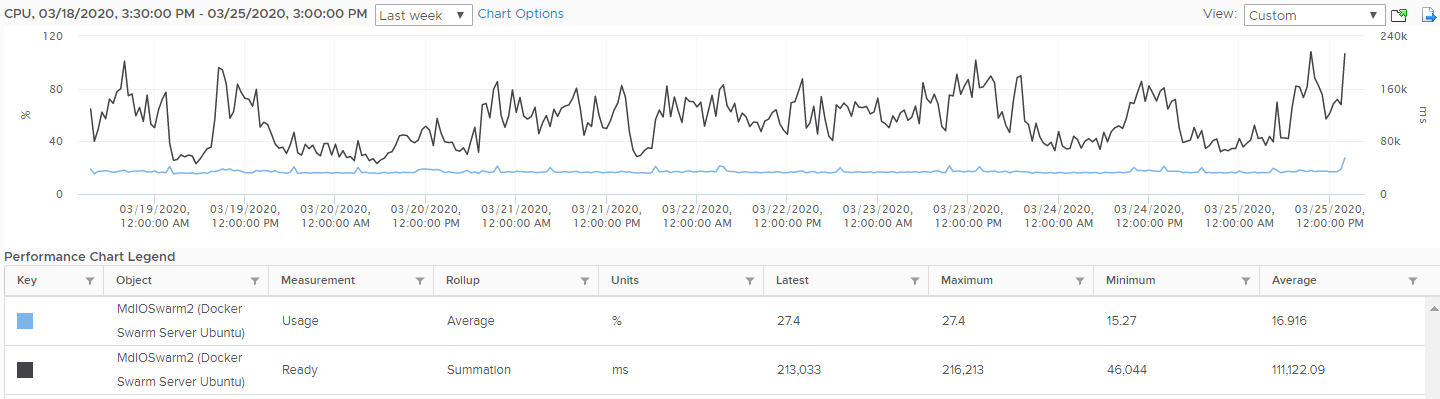 CPU, 03/18/2020, 3:30:00 PM - 03/25/2020, 3:00:00 PM Last week Chart Options View: Custom
120 240k
80 160k
% ms
40 80k
0 0
03/19/2020, 03/19/2020, 03/20/2020, 03/20/2020, 03/21/2020, 03/21/2020, 03/22/2020, 03/22/2020, 03/23/2020, 03/23/2020, 03/24/2020, 03/24/2020, 03/25/2020, 03/25/2020,
12:00:00 AM 12:00:00 PM 12:00:00 AM 12:00:00 PM 12:00:00 AM 12:00:00 PM 12:00:00 AM 12:00:00 PM 12:00:00 AM 12:00:00 PM 12:00:00 AM 12:00:00 PM 12:00:00 AM 12:00:00 PM
Performance Chart Legend
Key Object Measurement Rollup Units Latest Maximum Minimum Average
MdlOSwarm2 (Docker
Swarm Server Ubuntu) Usage Average % 27.4 27.4 15.27 16.916
MdlOSwarm2 (Docker
Swarm Server Ubuntu) Ready Summation ms 213,033 216,213 46,044 111,122.09